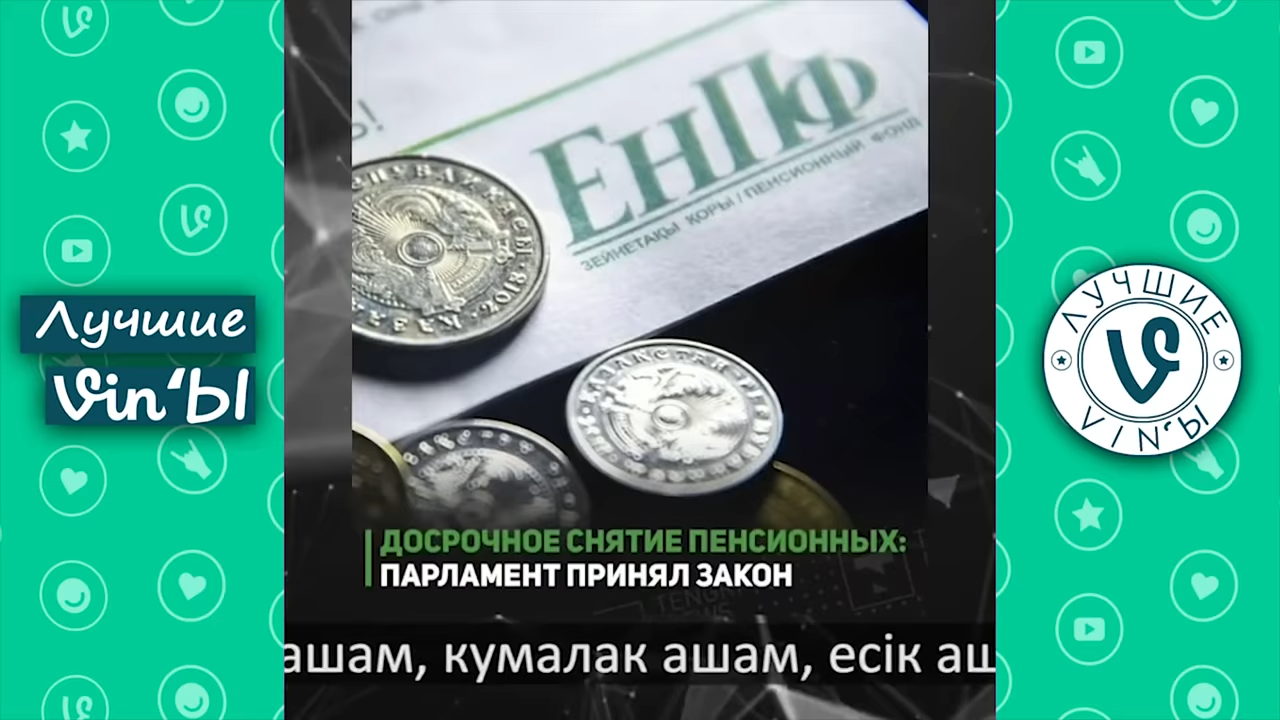 Ь!
ЕНПФ
ЗЕЙНЕТАҚЫ ҚОРЫ / ПЕНСИОННЫЙ ФОНД
2018
Лучшие
Vin'Ы
ЛУЧШИЕ
VIN'Ы
ДОСРОЧНОЕ СНЯТИЕ ПЕНСИОННЫХ:
ПАРЛАМЕНТ ПРИНЯЛ ЗАКОН
ашам, кумалак ашам, есік аш